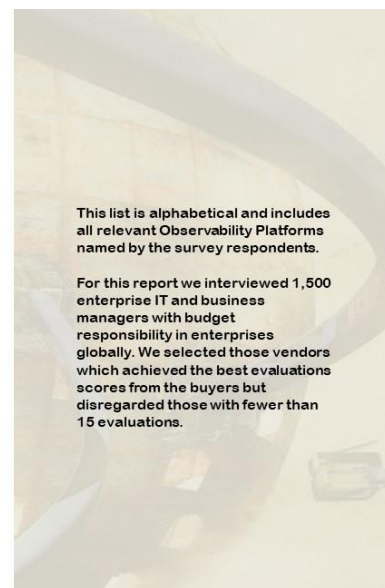 This list is alphabetical and includes
all relevant Observability Platforms
named by the survey respondents.
For this report we interviewed 1,500
enterprise IT and business
managers with budget
responsibility in enterprises
globally. We selected those vendors
which achieved the best evaluations
scores from the buyers but
disregarded those with fewer than
15 evaluations.